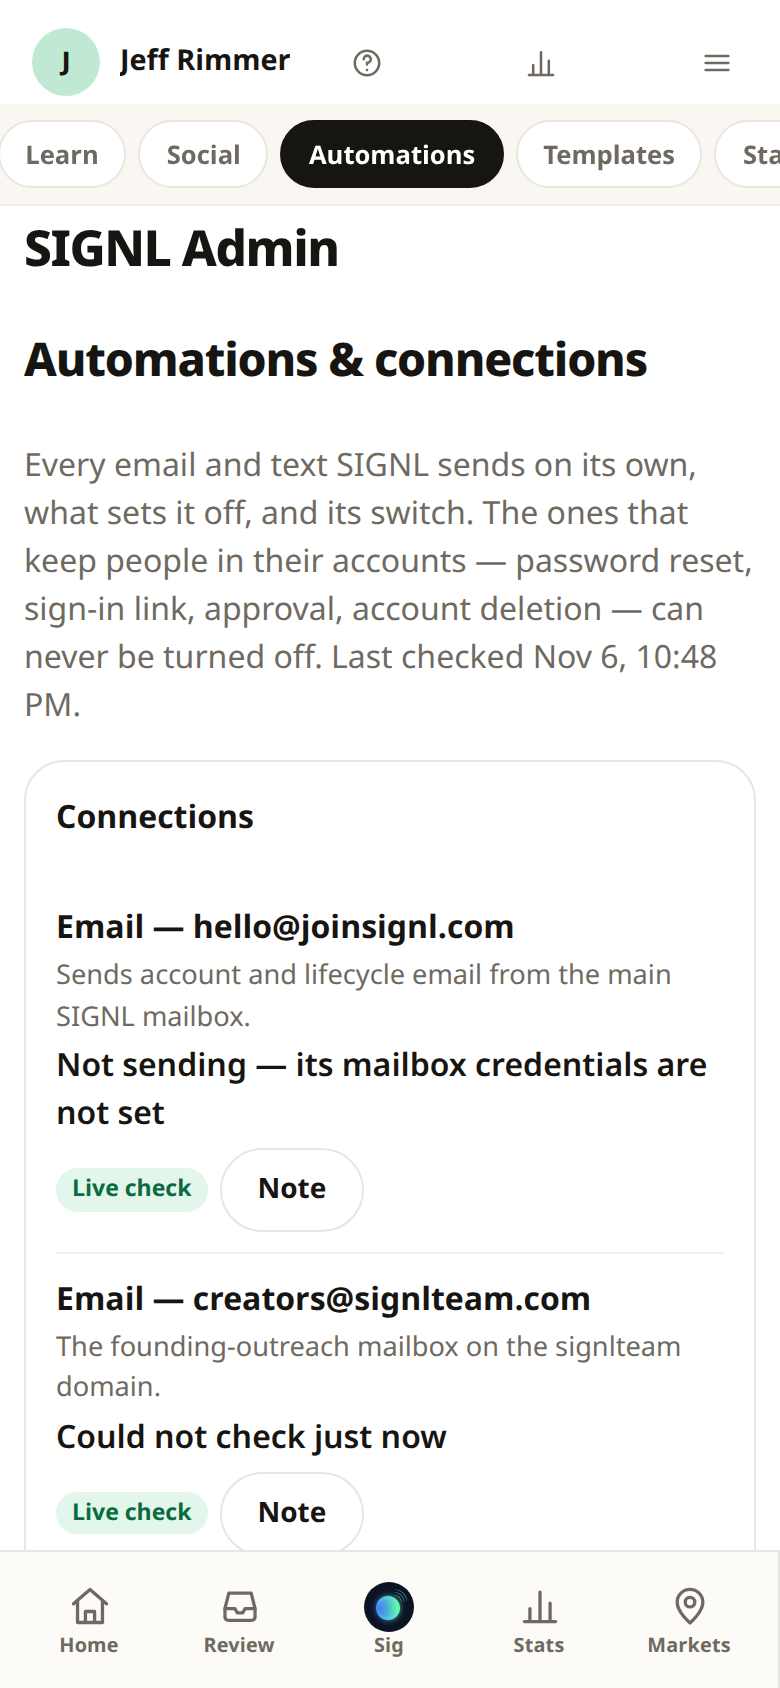 J
Jeff Rimmer
Learn
Social
Automations
Templates
Sta
SIGNL Admin
Automations & connections
Every email and text SIGNL sends on its own,
what sets it off, and its switch. The ones that
keep people in their accounts — password reset,
sign-in link, approval, account deletion — can
never be turned off. Last checked Nov 6, 10:48
PM.
Connections
Email — hello@joinsignl.com
Sends account and lifecycle email from the main
SIGNL mailbox.
Not sending — its mailbox credentials are
not set
Live check
Note
Email — creators@signlteam.com
The founding-outreach mailbox on the signlteam
domain.
Could not check just now
Live check
Note
Home
Review
Sig
Stats
Markets